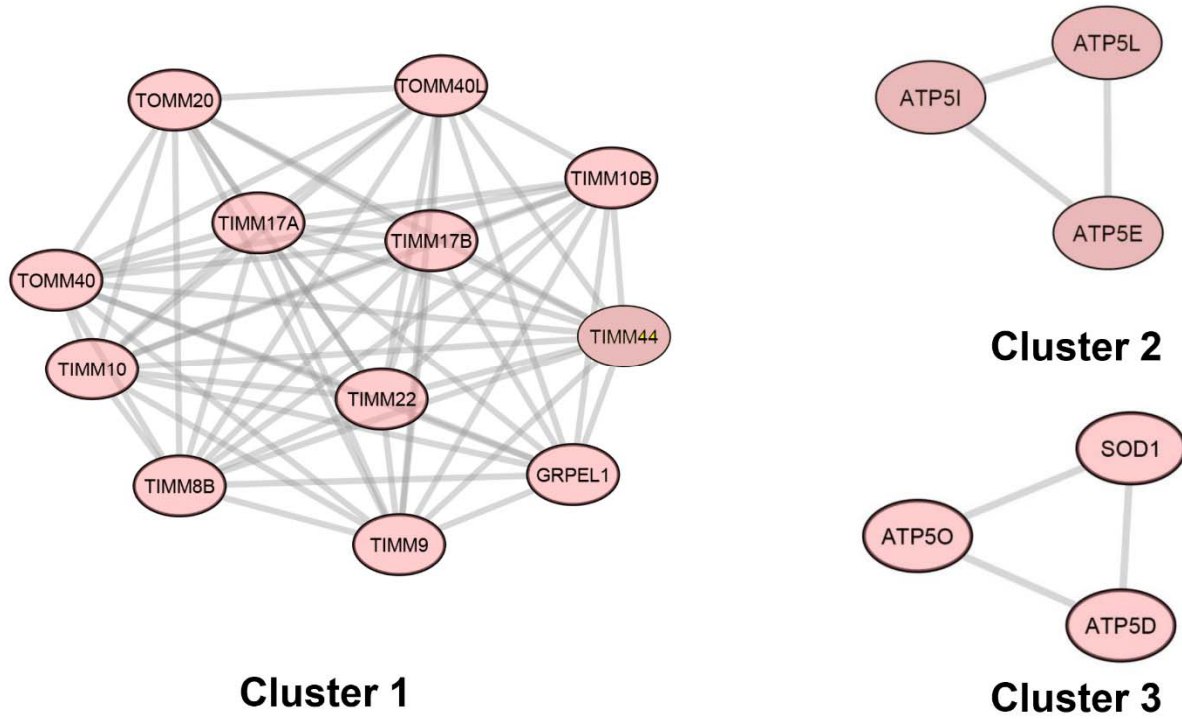 TOMM20
TOMM40L
TIMM10B
TIMM17A
TIMM17B
TOMM40
TIMM44
TIMM10
TIMM22
TIMM8B
GRPEL1
TIMM9
Cluster 1
ATP5L
ATP5I
ATP5E
Cluster 2
SOD1
ATP5O
ATP5D
Cluster 3